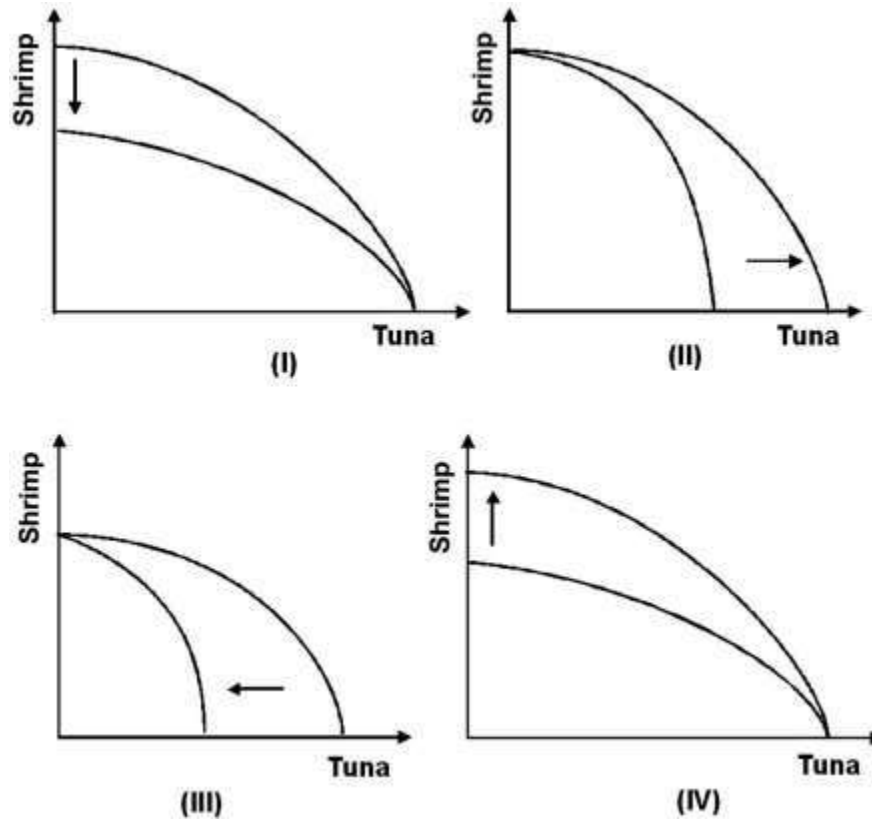 Shrimp
Tuna
(I)
Shrimp
Tuna
(II)
Shrimp
Tuna
(III)
Shrimp
Tuna
(IV)